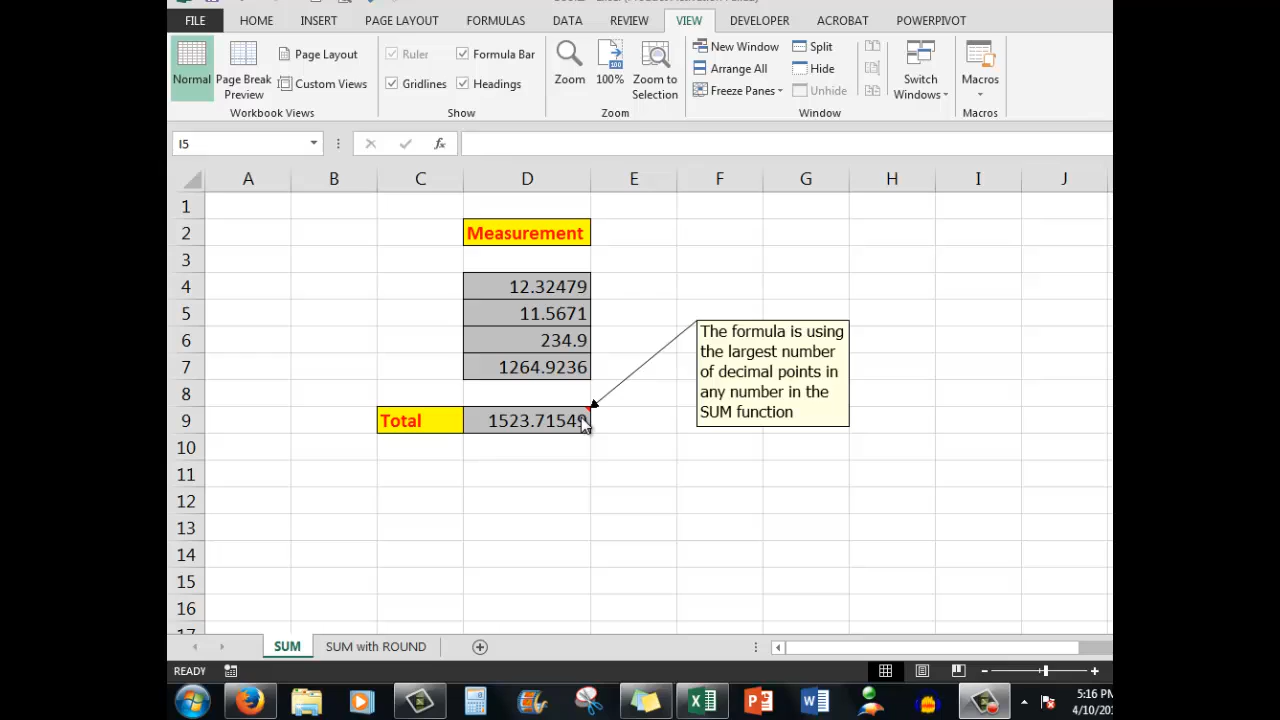 FILE HOME INSERT PAGE LAYOUT FORMULAS DATA REVIEW VIEW DEVELOPER ACROBAT POWERPIVOT
Normal
Page Break Preview
Page Layout
Custom Views
Workbook Views
Ruler
Formula Bar
Gridlines
Headings
Show
Zoom
100%
Zoom to Selection
Zoom
New Window
Arrange All
Freeze Panes
Split
Hide
Unhide
Switch Windows
Window
Macros
Macros
I5
fx
A B C D E F G H I J
1
2 Measurement
3
4 12.32479
5 11.5671
6 234.9
7 1264.9236
8
9 Total 1523.71549
10
11
12
13
14
15
16
The formula is using
the largest number
of decimal points in
any number in the
SUM function
SUM SUM with ROUND
READY
5:16 PM